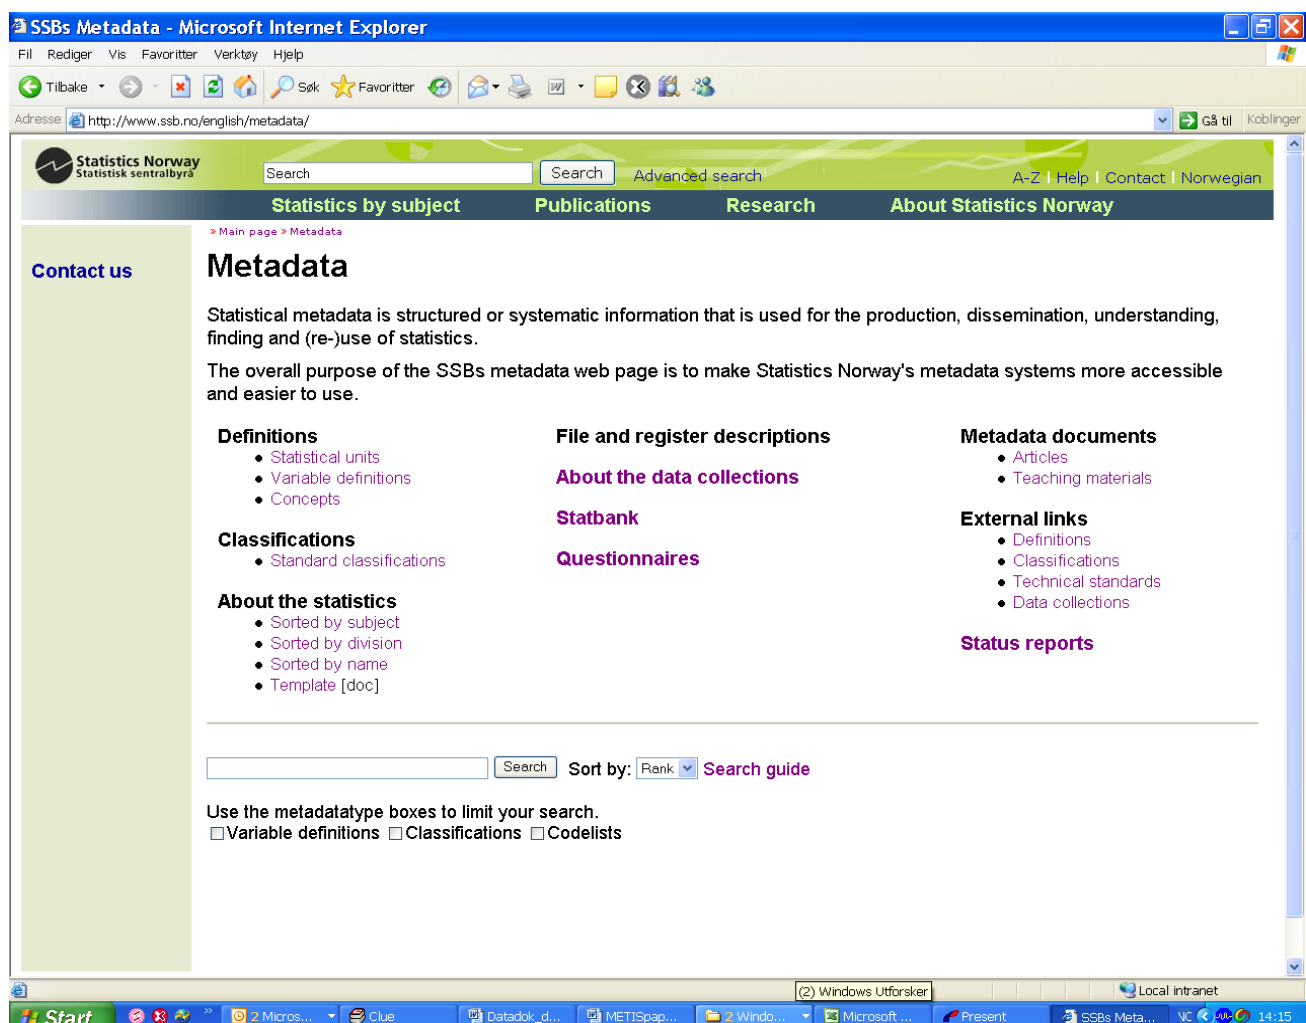 SSBs Metadata - Microsoft Internet Explorer
Fil Rediger Vis Favoritter Verktøy Hjelp
Tilbake Søk Favoritter
Adresse http://www.ssb.no/english/metadata/ Gå til Koblinger
Statistics Norway
Statistisk sentralbyrå
Search Search Advanced search A-Z | Help | Contact | Norwegian
Statistics by subject Publications Research About Statistics Norway
» Main page » Metadata
Contact us
Metadata
Statistical metadata is structured or systematic information that is used for the production, dissemination, understanding,
finding and (re-)use of statistics.
The overall purpose of the SSBs metadata web page is to make Statistics Norway's metadata systems more accessible
and easier to use.
Definitions
• Statistical units
• Variable definitions
• Concepts
Classifications
• Standard classifications
About the statistics
• Sorted by subject
• Sorted by division
• Sorted by name
• Template [doc]
File and register descriptions
About the data collections
Statbank
Questionnaires
Metadata documents
• Articles
• Teaching materials
External links
• Definitions
• Classifications
• Technical standards
• Data collections
Status reports
Search Sort by: Rank Search guide
Use the metadatatype boxes to limit your search.
Variable definitions Classifications Codelists
(2) Windows Utforsker
Local intranet
Start » 2 Micros... Clue Datadok_d... METISpap... 2 Windo... Microsoft ... Present SSBs Meta... 14:15